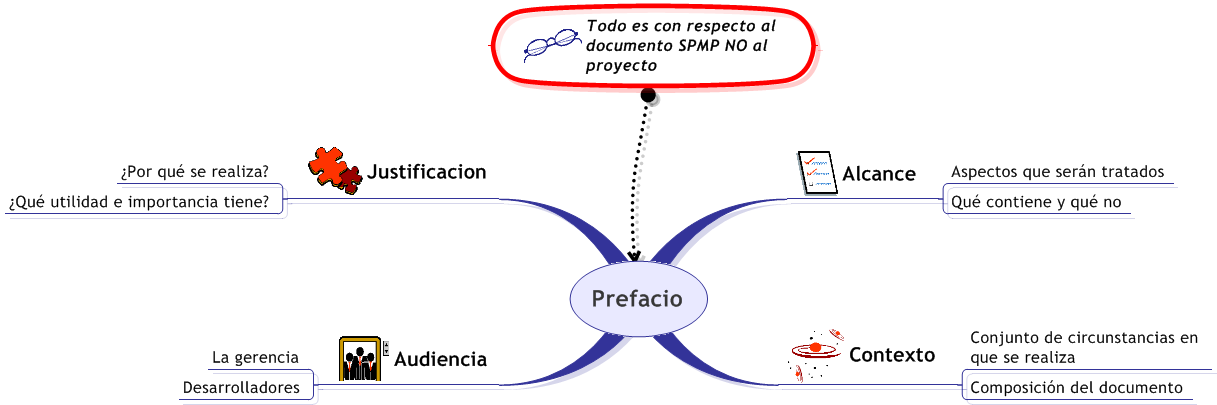 Todo es con respecto al
documento SPMP NO al
proyecto
¿Por qué se realiza?
¿Qué utilidad e importancia tiene?
Justificacion
Alcance
Aspectos que serán tratados
Qué contiene y qué no
Prefacio
La gerencia
Desarrolladores
Audiencia
Contexto
Conjunto de circunstancias en
que se realiza
Composición del documento